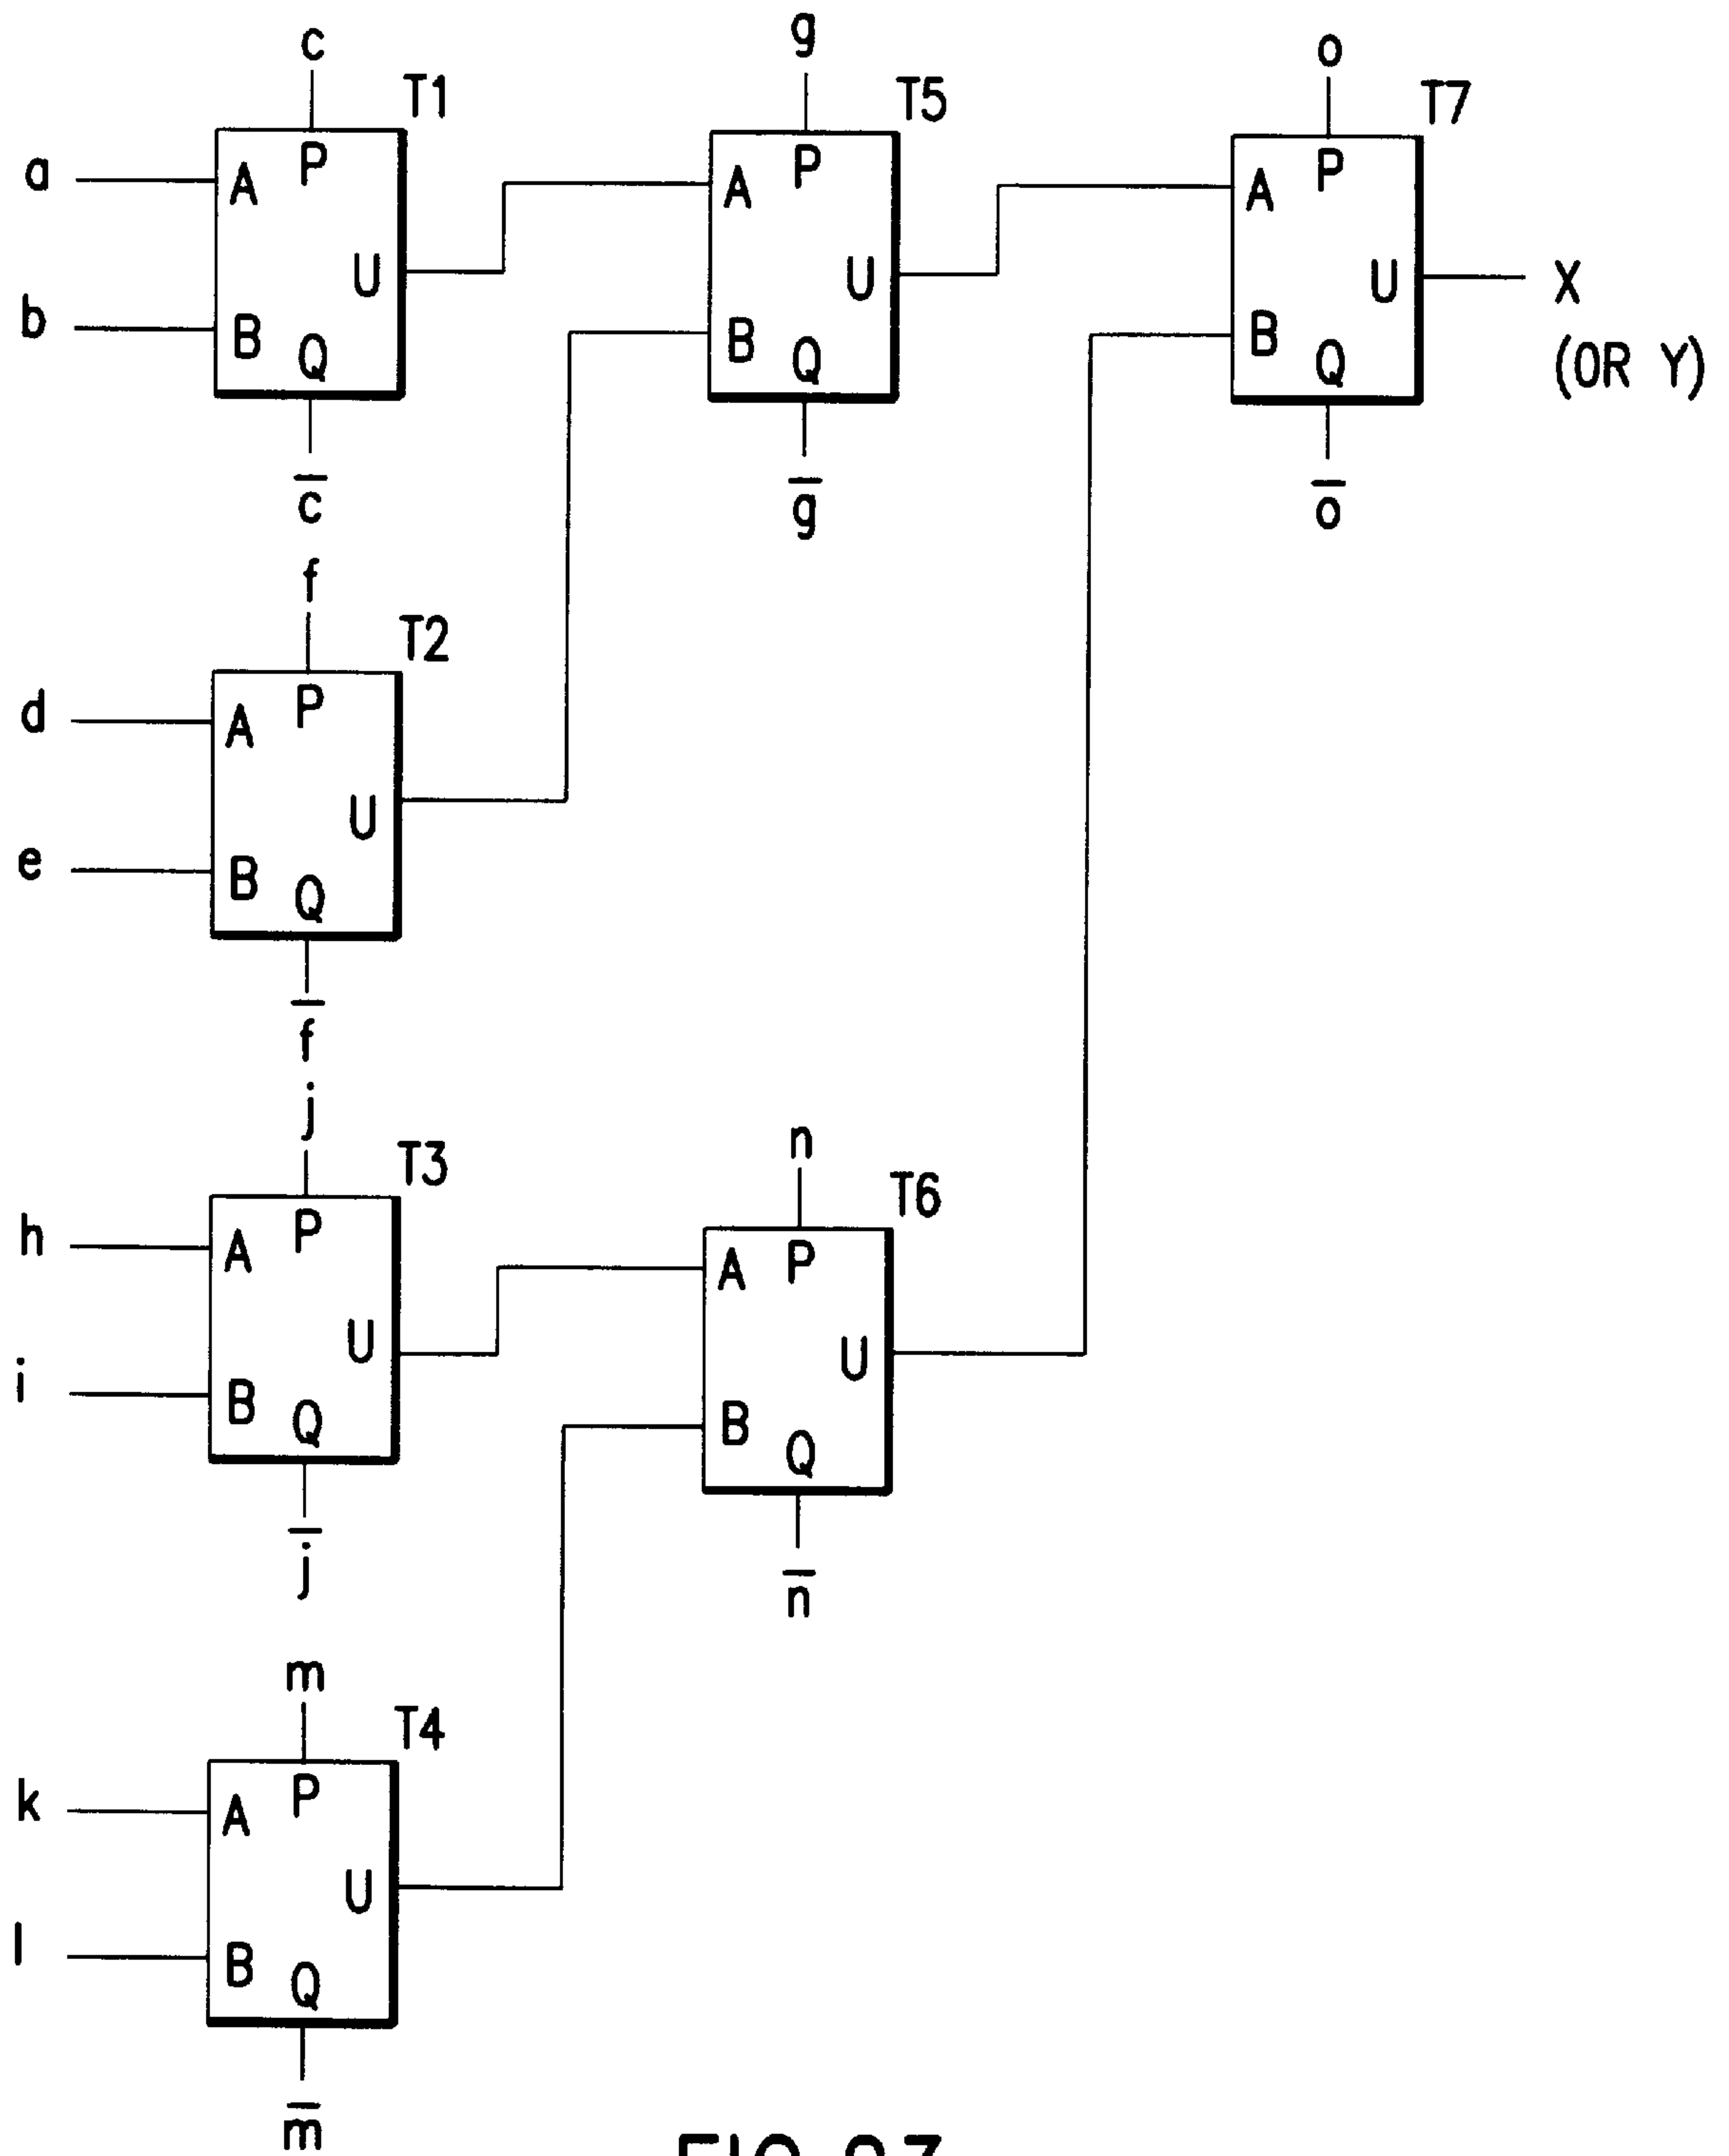 c
T1
a
A
P
U
b
B
Q
c̅
g
T5
A
P
U
B
Q
g̅
o
T7
A
P
U
B
Q
o̅
X
(OR Y)
f
T2
d
A
P
U
e
B
Q
f̅
j
T3
h
A
P
U
i
B
Q
j̅
n
T6
A
P
U
B
Q
n̅
m
T4
k
A
P
U
l
B
Q
m̅